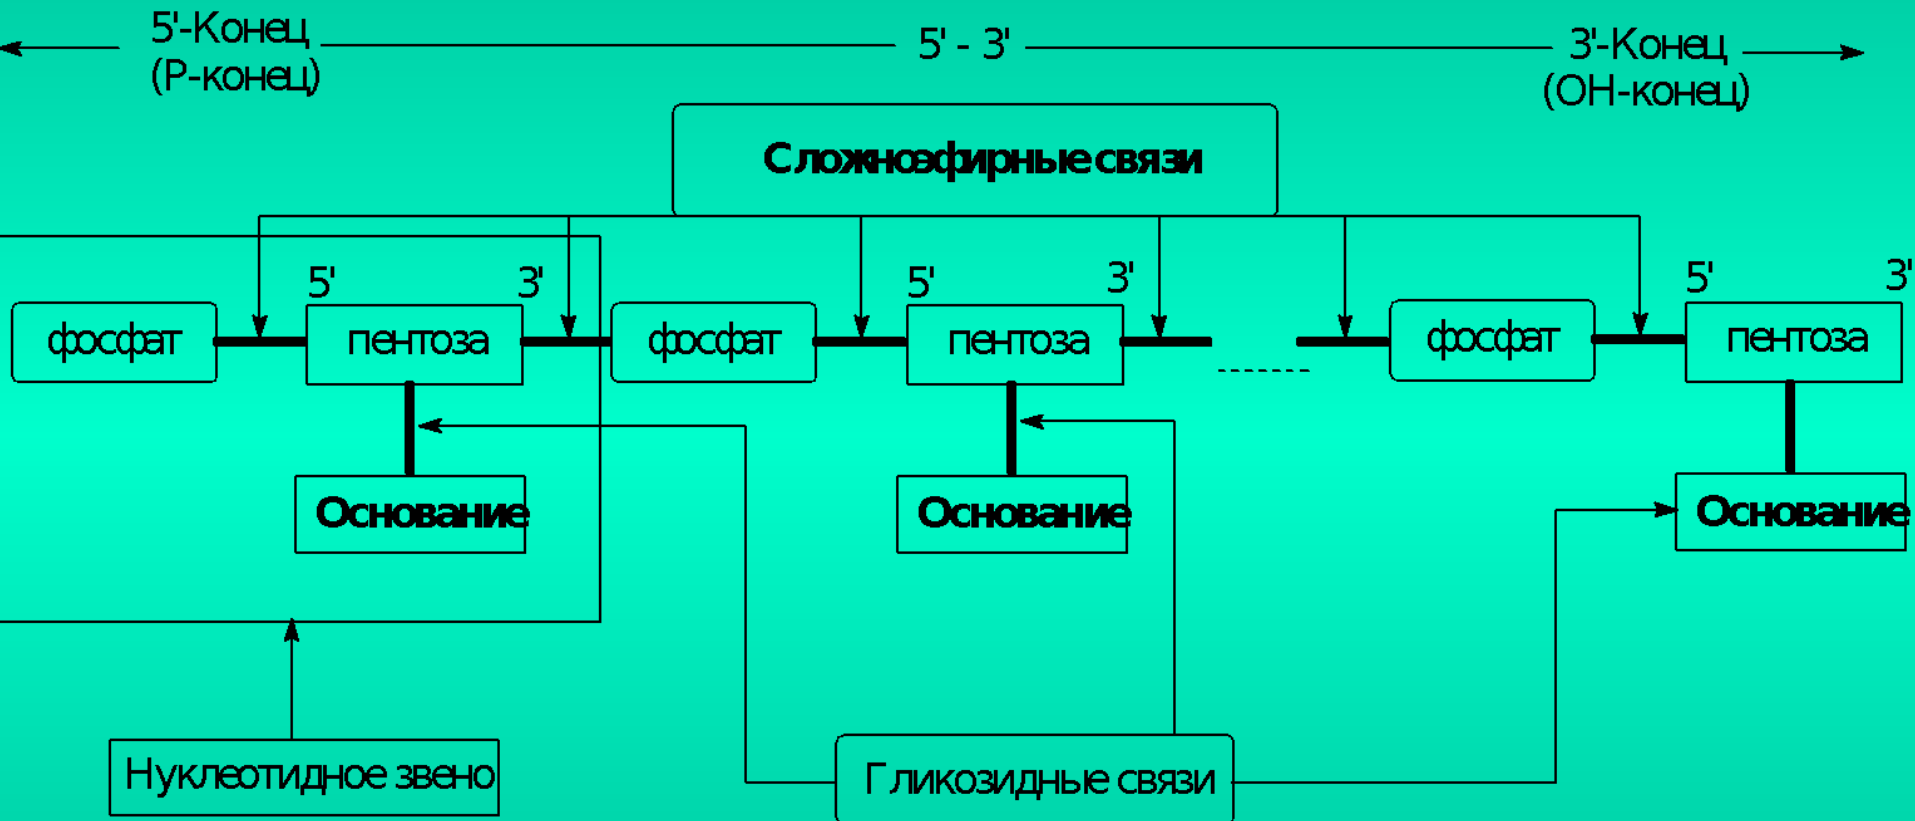 5'-Конец
(Р-конец)
5' - 3'
3'-Конец
(ОН-конец)
Сложноэфирные связи
5' 3' 5' 3' 5' 3'
фосфат пентоза фосфат пентоза фосфат пентоза
Основание Основание Основание
Нуклеотидное звено
Гликозидные связи